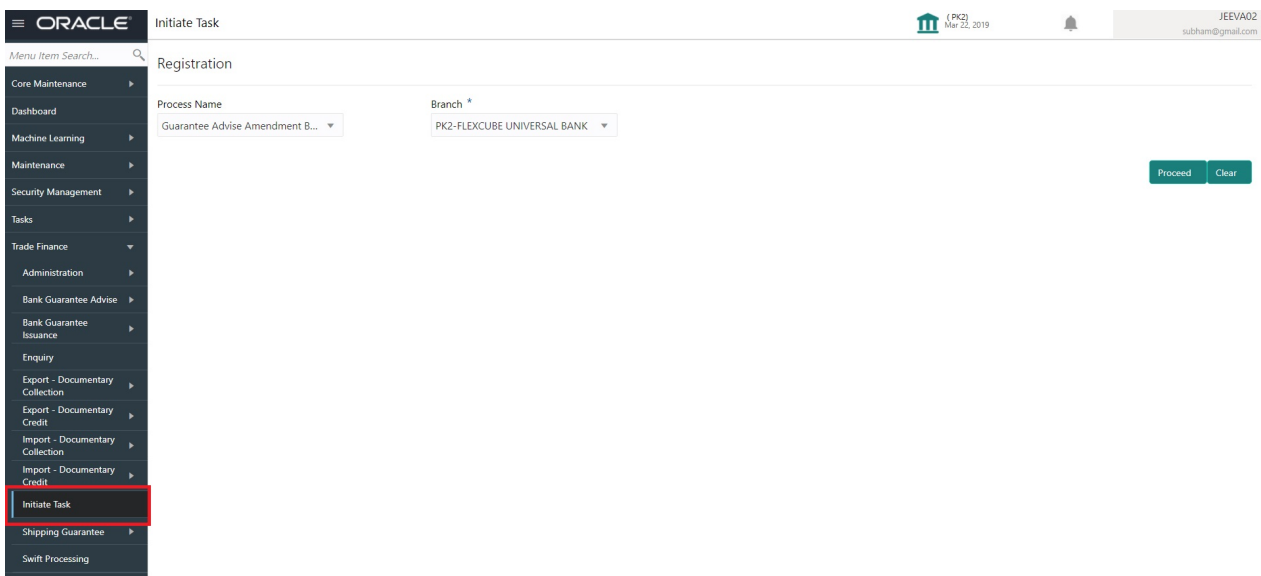 ORACLE
Initiate Task
( PK2)
Mar 22, 2019
JEEVA02
subham@gmail.com
Menu Item Search...
Core Maintenance
Dashboard
Machine Learning
Maintenance
Security Management
Tasks
Trade Finance
Administration
Bank Guarantee Advise
Bank Guarantee
Issuance
Enquiry
Export - Documentary
Collection
Export - Documentary
Credit
Import - Documentary
Collection
Import - Documentary
Credit
Initiate Task
Shipping Guarantee
Swift Processing
Registration
Process Name
Branch *
Guarantee Advise Amendment B...
PK2-FLEXCUBE UNIVERSAL BANK
Proceed
Clear